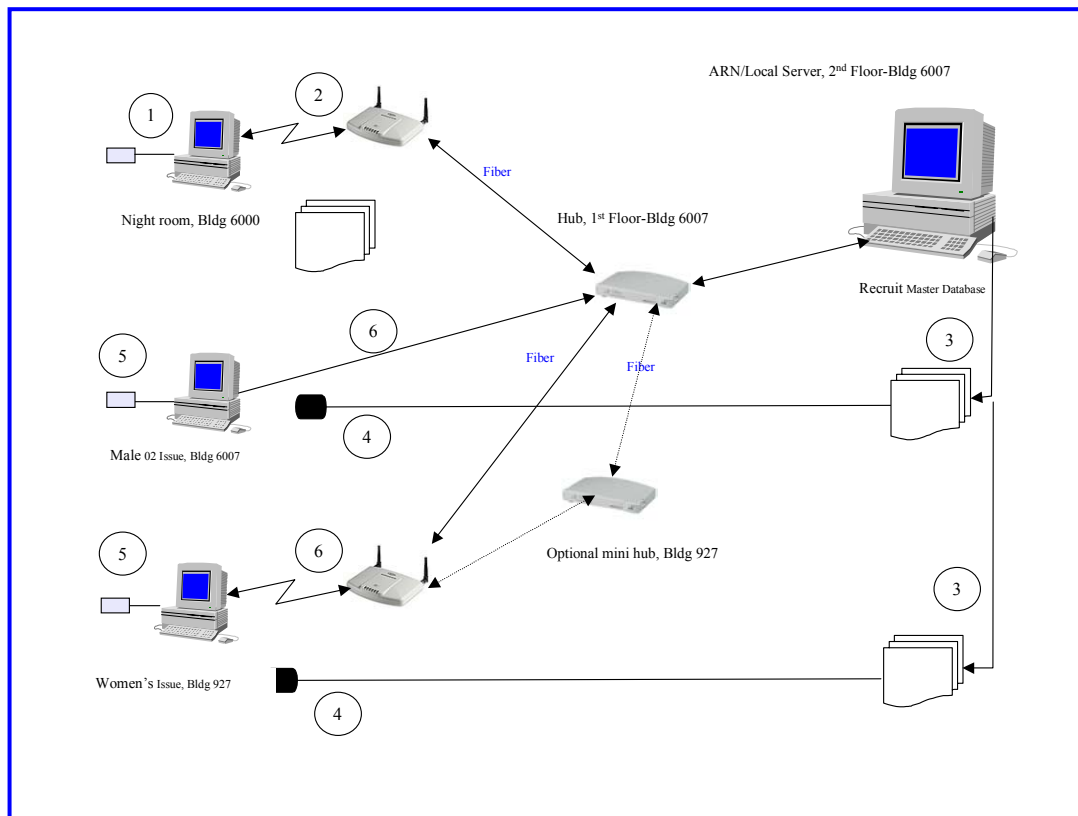 ARN/Local Server, 2nd Floor-Bldg 6007
1
2
Fiber
Night room, Bldg 6000
Hub, 1st Floor-Bldg 6007
Recruit Master Database
6
3
5
Fiber
Fiber
4
Male 02 Issue, Bldg 6007
5
6
Optional mini hub, Bldg 927
3
Women's Issue, Bldg 927
4